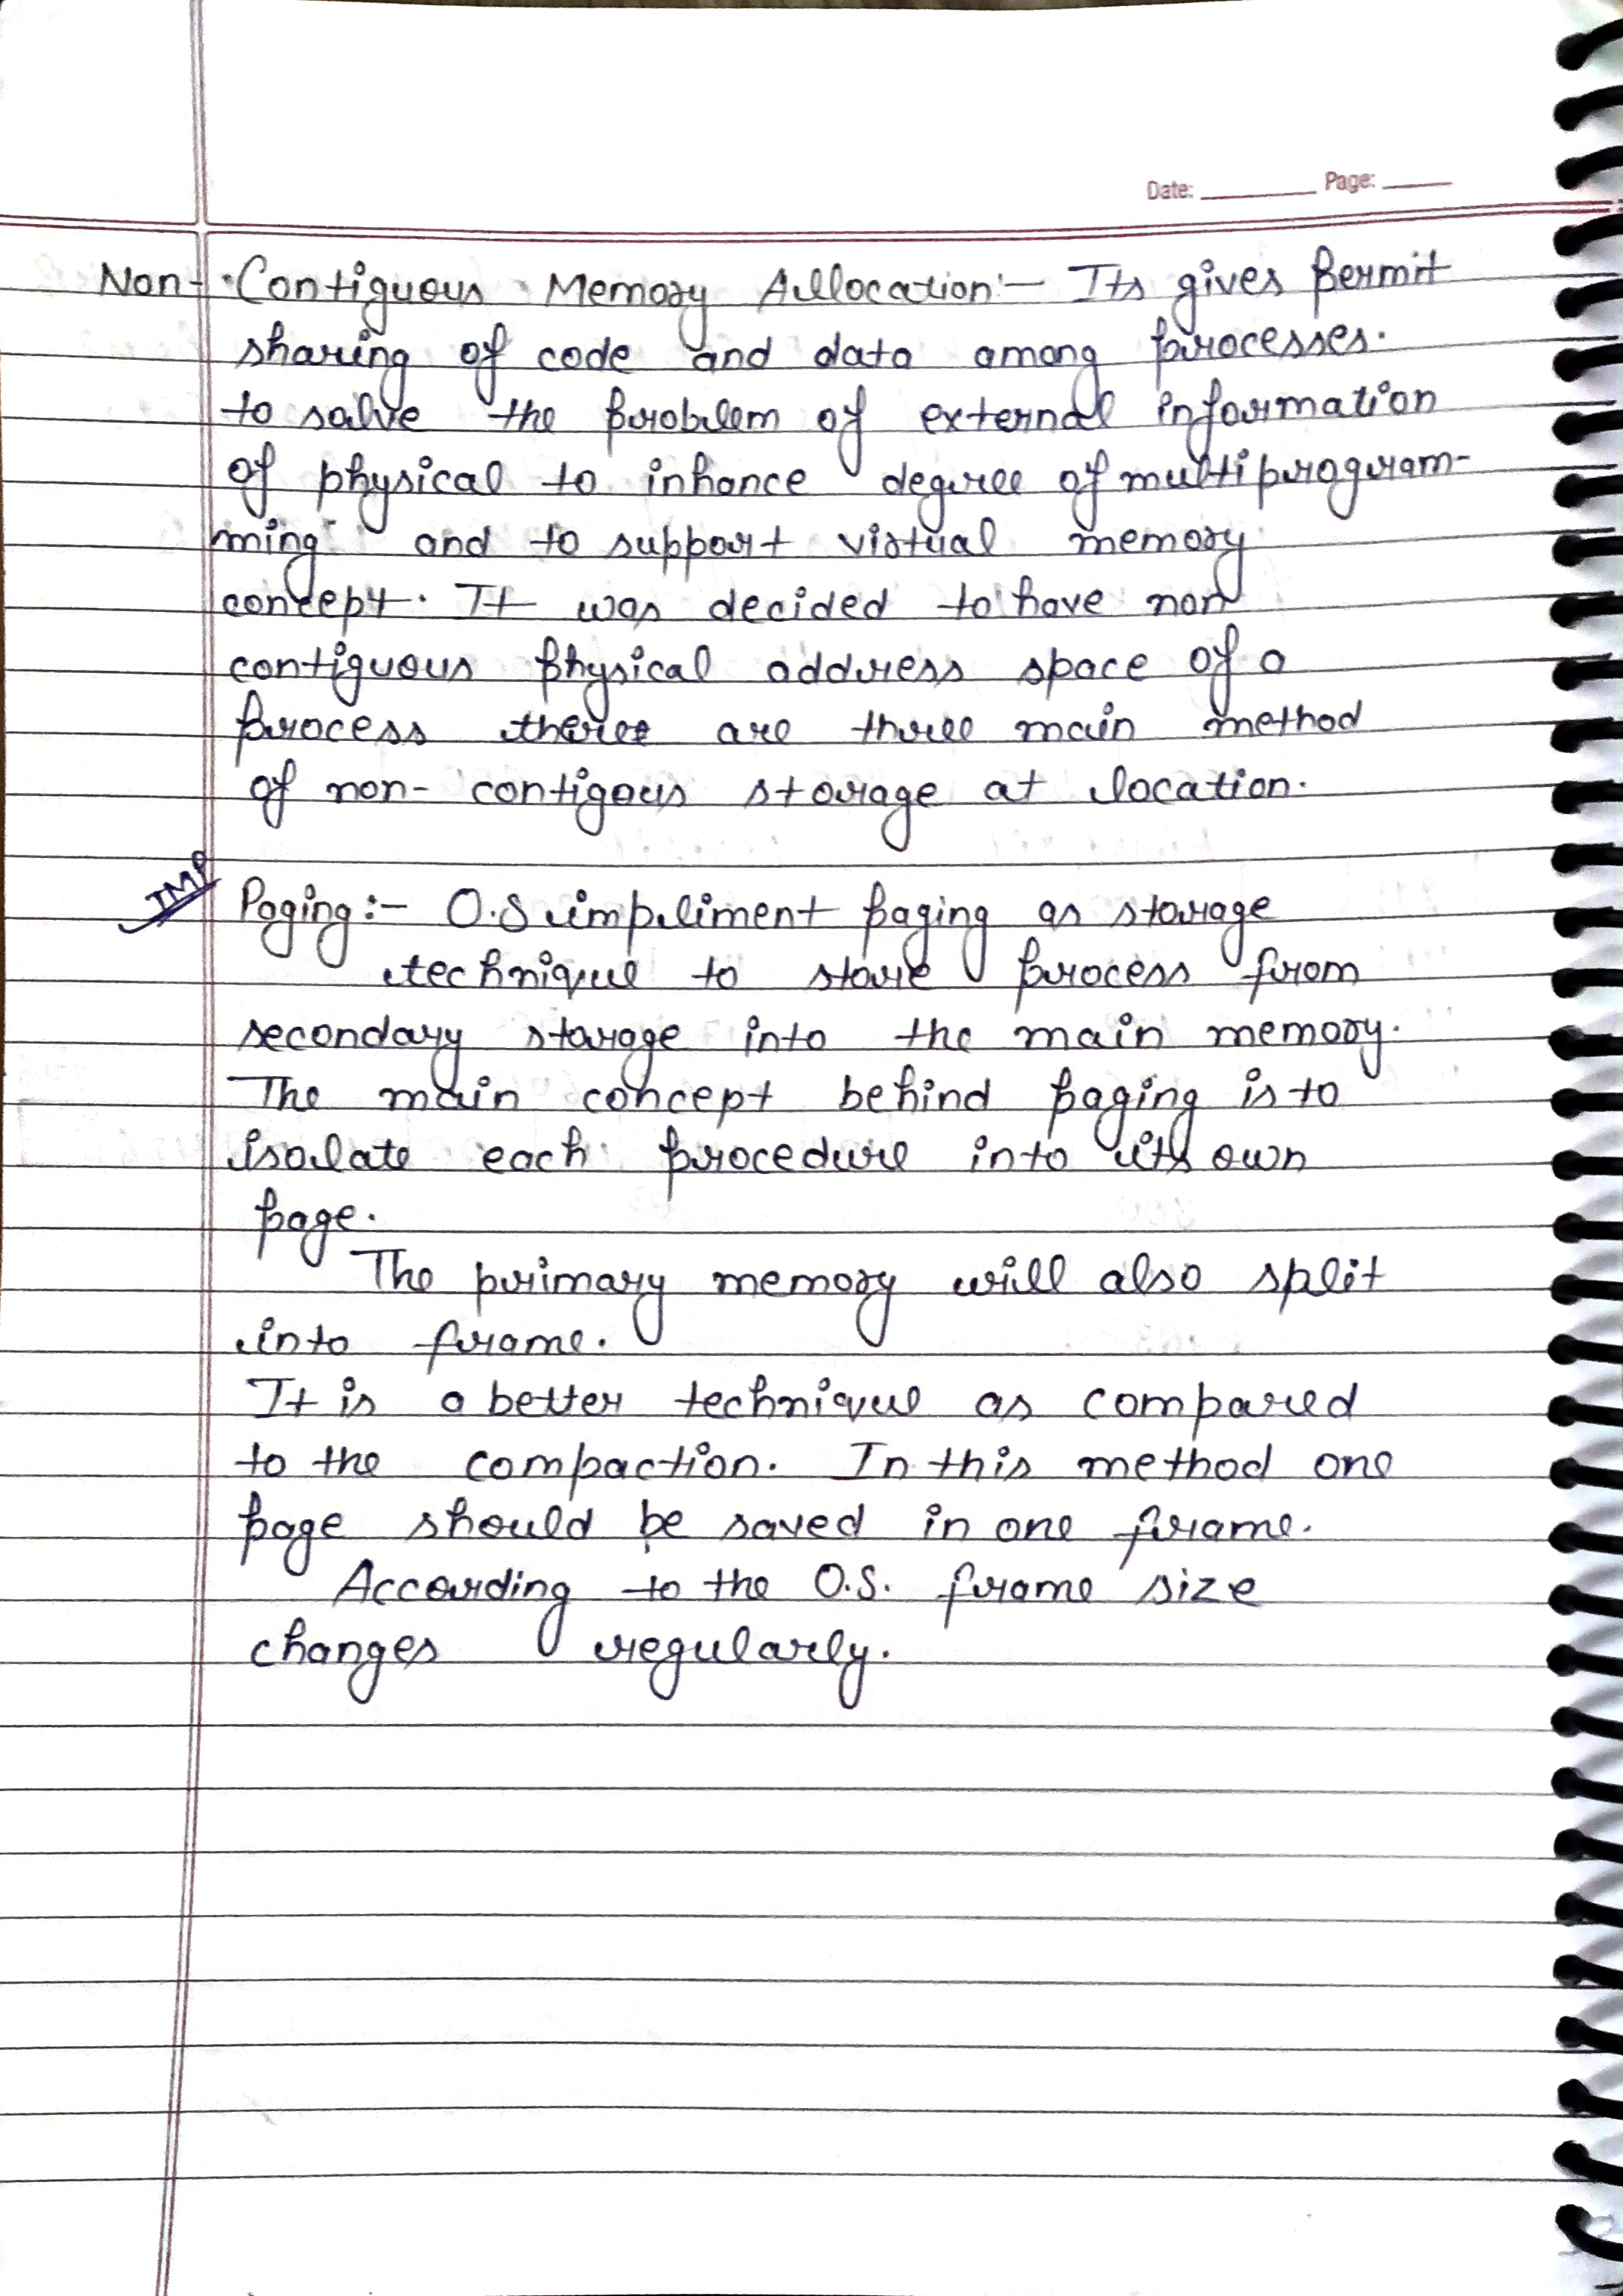 Date: Page:
Non-Contiguous Memory Allocation:- Its gives permit
sharing of code and data among processes.
to salve the problem of external information
of physical to inhance degree of multiprogram-
ming and to support virtual memory
concept. It was decided to have non
contiguous physical address space of a
process there are three main method
of non-contigous storage at location.
IMP
Paging:- O.S impliment paging as storage
technique to store process from
secondary storage into the main memory.
The main concept behind paging is to
isolate each procedure into its own
page.
The primary memory will also split
into frame.
It is a better technique as compared
to the compaction. In this method one
page should be saved in one frame.
According to the O.S. frame size
changes regularly.